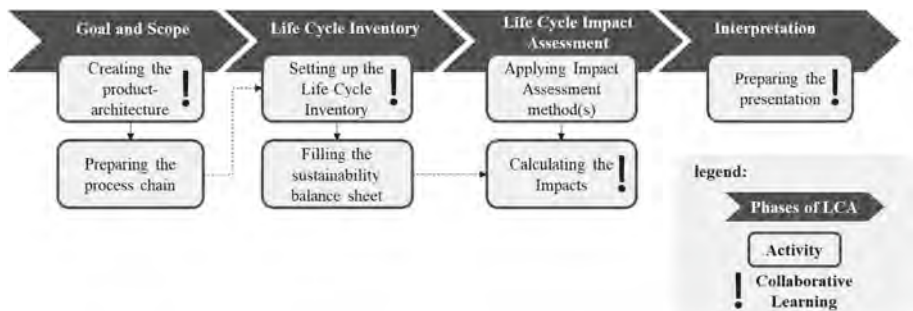 Goal and Scope
Life Cycle Inventory
Life Cycle Impact
Assessment
Interpretation
Creating the
product-
architecture
!
Preparing the
process chain
Setting up the
Life Cycle
Inventory
!
Filling the
sustainability
balance sheet
Applying Impact
Assessment
method(s)
Calculating the
Impacts
!
Preparing the
presentation
!
legend:
Phases of LCA
Activity
! Collaborative
Learning